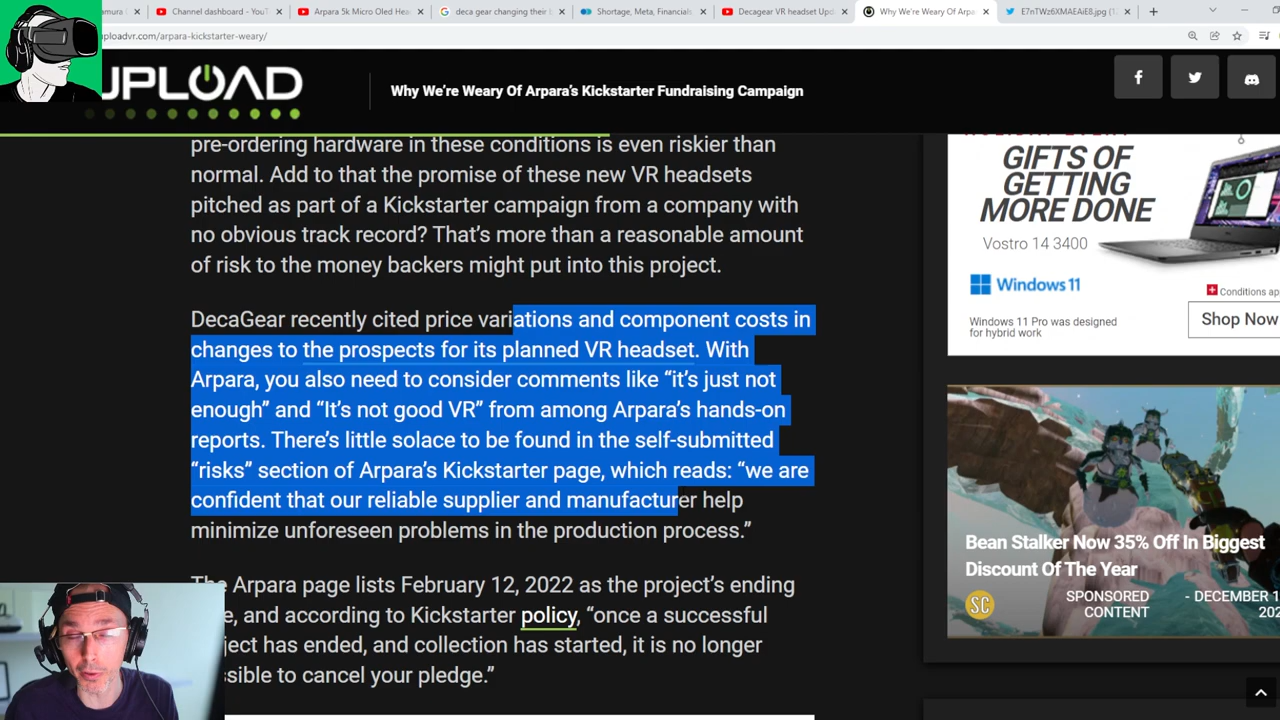 Channel dashboard - YouT
Arpara 5k Micro Oled Hea
deca gear changing their b
Shortage, Meta, Financials
Decagear VR headset Upd
Why We're Weary Of Arpa
E7nTWz6XMAEAiE8.jpg (1
uploadvr.com/arpara-kickstarter-weary/
UPLOAD
Why We're Weary Of Arpara's Kickstarter Fundraising Campaign
pre-ordering hardware in these conditions is even riskier than
normal. Add to that the promise of these new VR headsets
pitched as part of a Kickstarter campaign from a company with
no obvious track record? That's more than a reasonable amount
of risk to the money backers might put into this project.
DecaGear recently cited price variations and component costs in
changes to the prospects for its planned VR headset. With
Arpara, you also need to consider comments like “it's just not
enough” and “It's not good VR” from among Arpara's hands-on
reports. There's little solace to be found in the self-submitted
“risks” section of Arpara's Kickstarter page, which reads: “we are
confident that our reliable supplier and manufacturer help
minimize unforeseen problems in the production process.”
The Arpara page lists February 12, 2022 as the project's ending
e, and according to Kickstarter policy, “once a successful
ject has ended, and collection has started, it is no longer
ssible to cancel your pledge.”
GIFTS OF
GETTING
MORE DONE
Vostro 14 3400
Windows 11
Conditions ap
Windows 11 Pro was designed
for hybrid work
Shop Now
Bean Stalker Now 35% Off In Biggest
Discount Of The Year
SC
SPONSORED
CONTENT
- DECEMBER 1
202